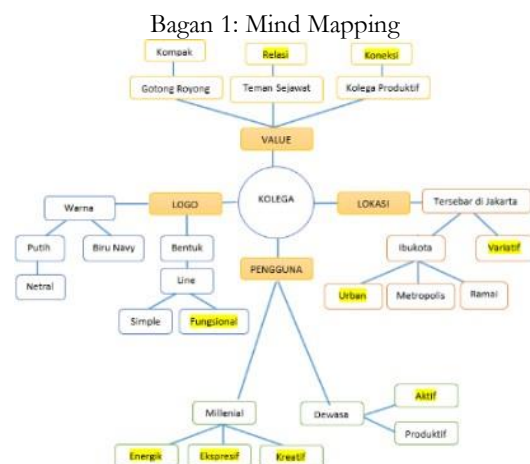 Bagan 1: Mind Mapping
Kompak
Relasi
Koneksi
Gotong Royong
Teman Sejawat
Kolega Produktif
VALUE
KOLEGA
LOGO
LOKASI
PENGGUNA
Warna
Putih
Biru Navy
Netral
Bentuk
Line
Simple
Fungsional
Tersebar di Jakarta
Ibukota
Variatif
Urban
Metropolis
Ramai
Millenial
Energik
Ekspresif
Kreatif
Dewasa
Aktif
Produktif